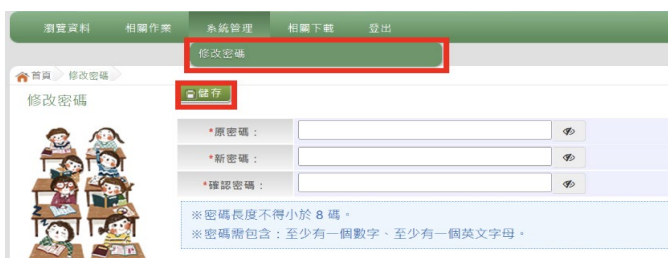 瀏覽資料 相關作業 系統管理 相關下載 登出
修改密碼
首頁 修改密碼
修改密碼
儲存
*原密碼：
*新密碼：
*確認密碼：
※密碼長度不得小於 8 碼。
※密碼需包含：至少有一個數字、至少有一個英文字母。